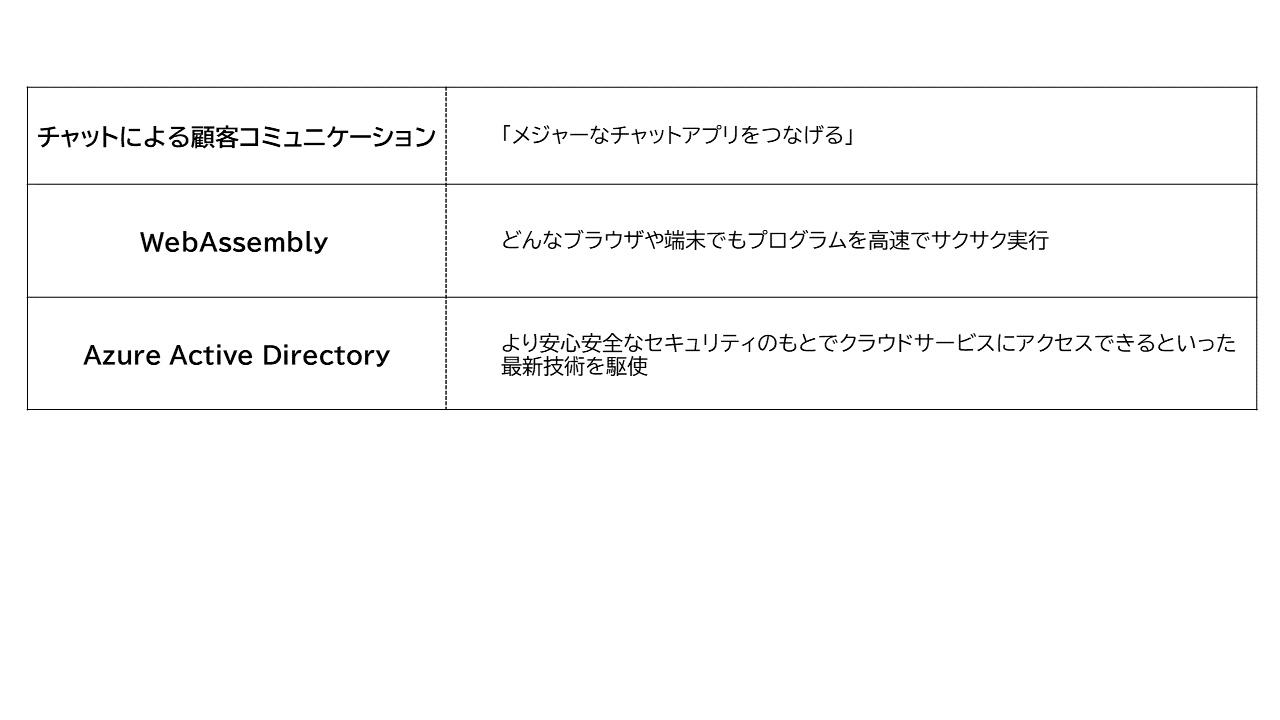 チャットによる顧客コミュニケーション
「メジャーなチャットアプリをつなげる」
WebAssembly
どんなブラウザや端末でもプログラムを高速でサクサク実行
Azure Active Directory
より安心安全なセキュリティのもとでクラウドサービスにアクセスできるといった
最新技術を駆使